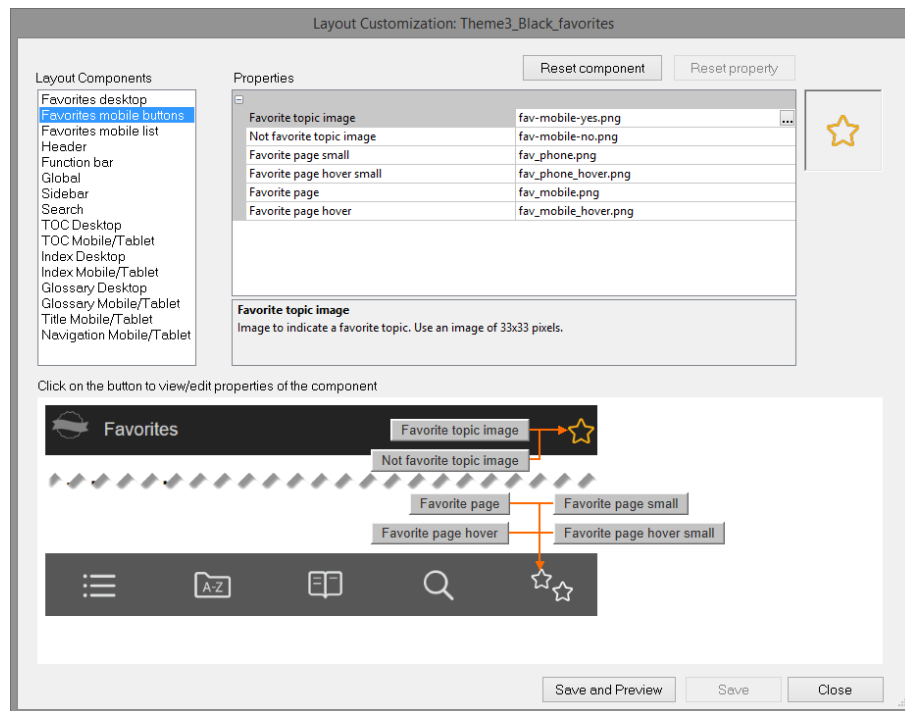 Layout Customization: Theme3_Black_favorites
Reset component
Reset property
Layout Components
Properties
Favorites desktop
Favorites mobile buttons
Favorites mobile list
Header
Function bar
Global
Sidebar
Search
TOC Desktop
TOC Mobile/Tablet
Index Desktop
Index Mobile/Tablet
Glossary Desktop
Glossary Mobile/Tablet
Title Mobile/Tablet
Navigation Mobile/Tablet
Favorite topic image fav-mobile-yes.png ...
Not favorite topic image fav-mobile-no.png
Favorite page small fav_phone.png
Favorite page hover small fav_phone_hover.png
Favorite page fav_mobile.png
Favorite page hover fav_mobile_hover.png
Favorite topic image
Image to indicate a favorite topic. Use an image of 33x33 pixels.
Click on the button to view/edit properties of the component
Favorites
Favorite topic image
Not favorite topic image
Favorite page
Favorite page small
Favorite page hover
Favorite page hover small
A-Z
Save and Preview
Save
Close